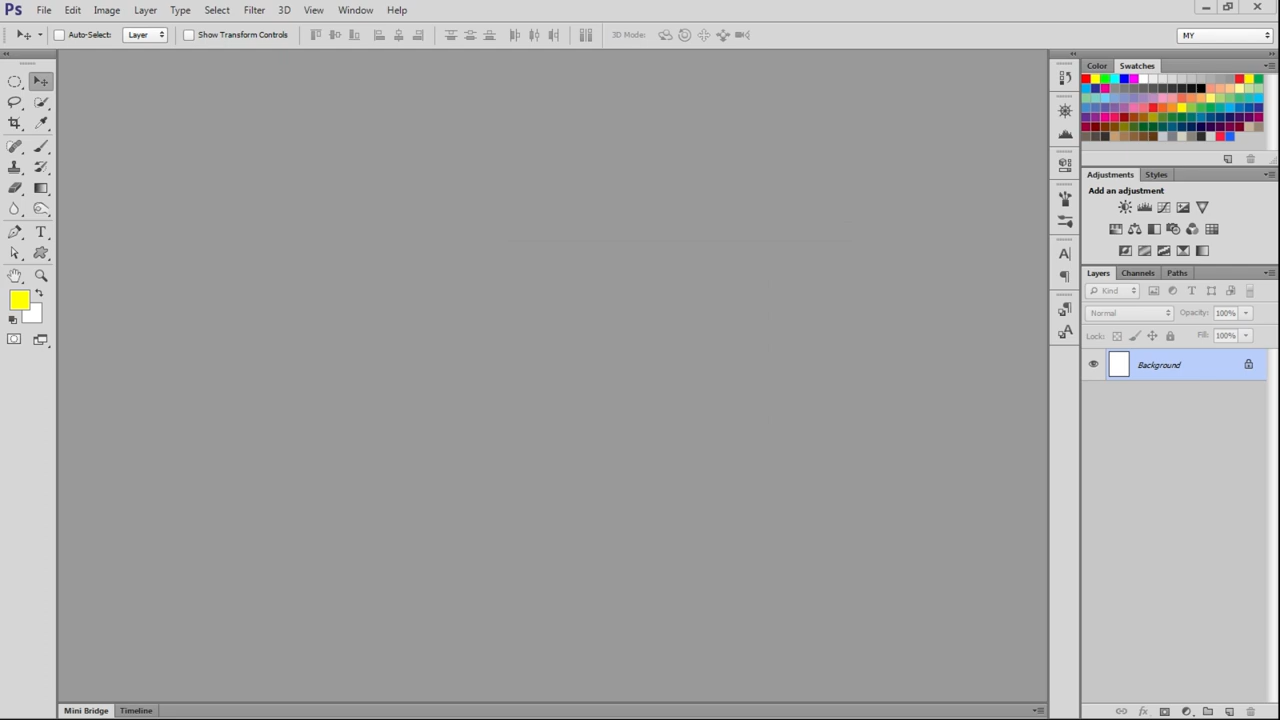 Ps File Edit Image Layer Type Select Filter 3D View Window Help
Auto-Select: Layer Show Transform Controls 3D Mode: MY
Color Swatches
Adjustments Styles
Add an adjustment
Layers Channels Paths
Kind
Normal Opacity: 100%
Lock: Fill: 100%
Background
Mini Bridge Timeline